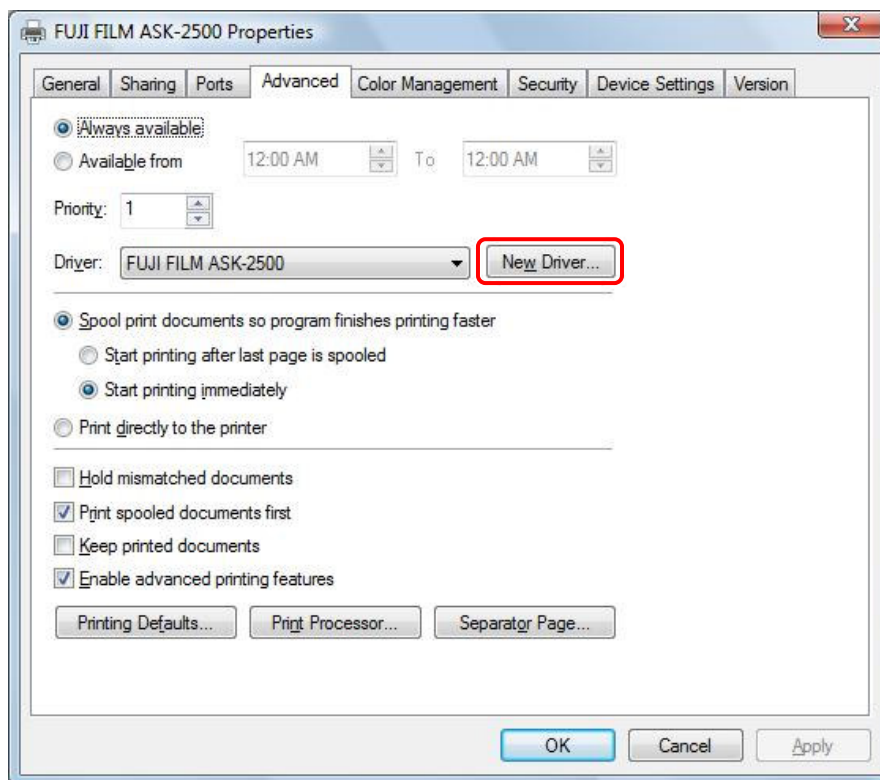 FUJI FILM ASK-2500 Properties
General Sharing Ports Advanced Color Management Security Device Settings Version
Always available
Available from 12:00 AM To 12:00 AM
Priority: 1
Driver: FUJI FILM ASK-2500 New Driver...
Spool print documents so program finishes printing faster
Start printing after last page is spooled
Start printing immediately
Print directly to the printer
Hold mismatched documents
Print spooled documents first
Keep printed documents
Enable advanced printing features
Printing Defaults... Print Processor... Separator Page...
OK Cancel Apply